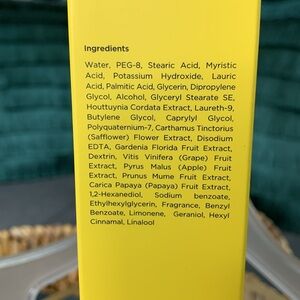 Ingredients
Water, PEG-8, Stearic Acid, Myristic
Acid, Potassium Hydroxide, Lauric
Acid, Palmitic Acid, Glycerin, Dipropylene
Glycol, Alcohol, Glyceryl Stearate SE,
Houttuynia Cordata Extract, Laureth-9,
Butylene Glycol, Caprylyl Glycol,
Polyquaternium-7, Carthamus Tinctorius
(Safflower) Flower Extract, Disodium
EDTA, Gardenia Florida Fruit Extract,
Dextrin, Vitis Vinifera (Grape) Fruit
Extract, Pyrus Malus (Apple) Fruit
Extract, Prunus Mume Fruit Extract,
Carica Papaya (Papaya) Fruit Extract,
1,2-Hexanediol, Sodium benzoate,
Ethylhexylglycerin, Fragrance, Benzyl
Benzoate, Limonene, Geraniol, Hexyl
Cinnamal, Linalool